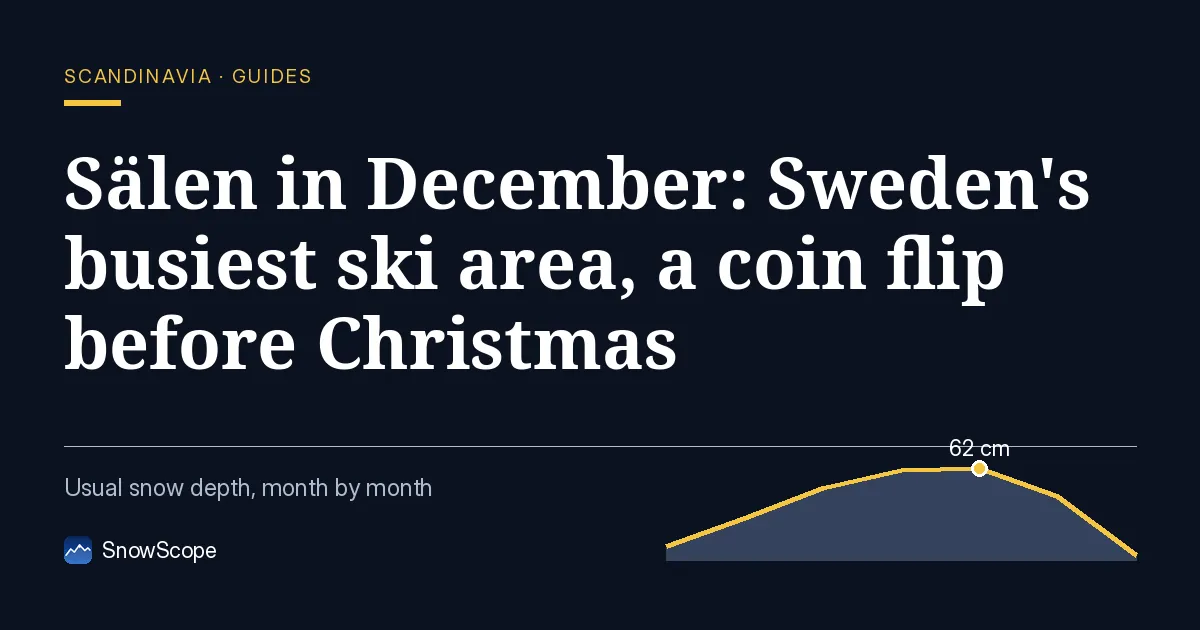 SCANDINAVIA · GUIDES
Sälen in December: Sweden's
busiest ski area, a coin flip
before Christmas
62 cm
Usual snow depth, month by month
SnowScope